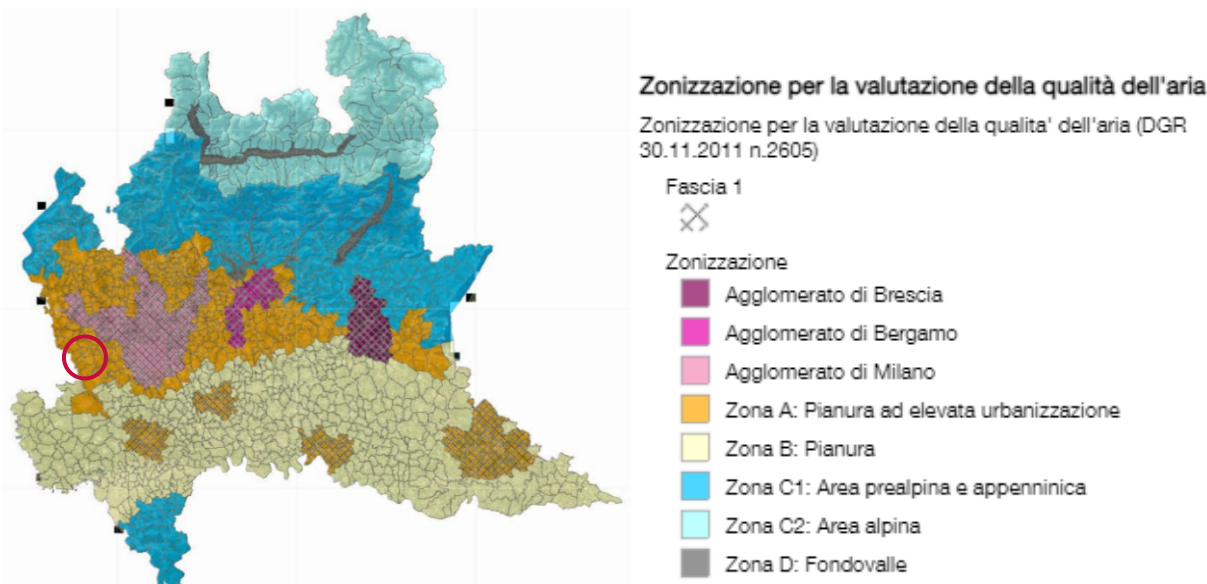 Zonizzazione per la valutazione della qualità dell'aria
Zonizzazione per la valutazione della qualita' dell'aria (DGR
30.11.2011 n.2605)
Fascia 1
Zonizzazione
Agglomerato di Brescia
Agglomerato di Bergamo
Agglomerato di Milano
Zona A: Pianura ad elevata urbanizzazione
Zona B: Pianura
Zona C1: Area prealpina e appenninica
Zona C2: Area alpina
Zona D: Fondovalle